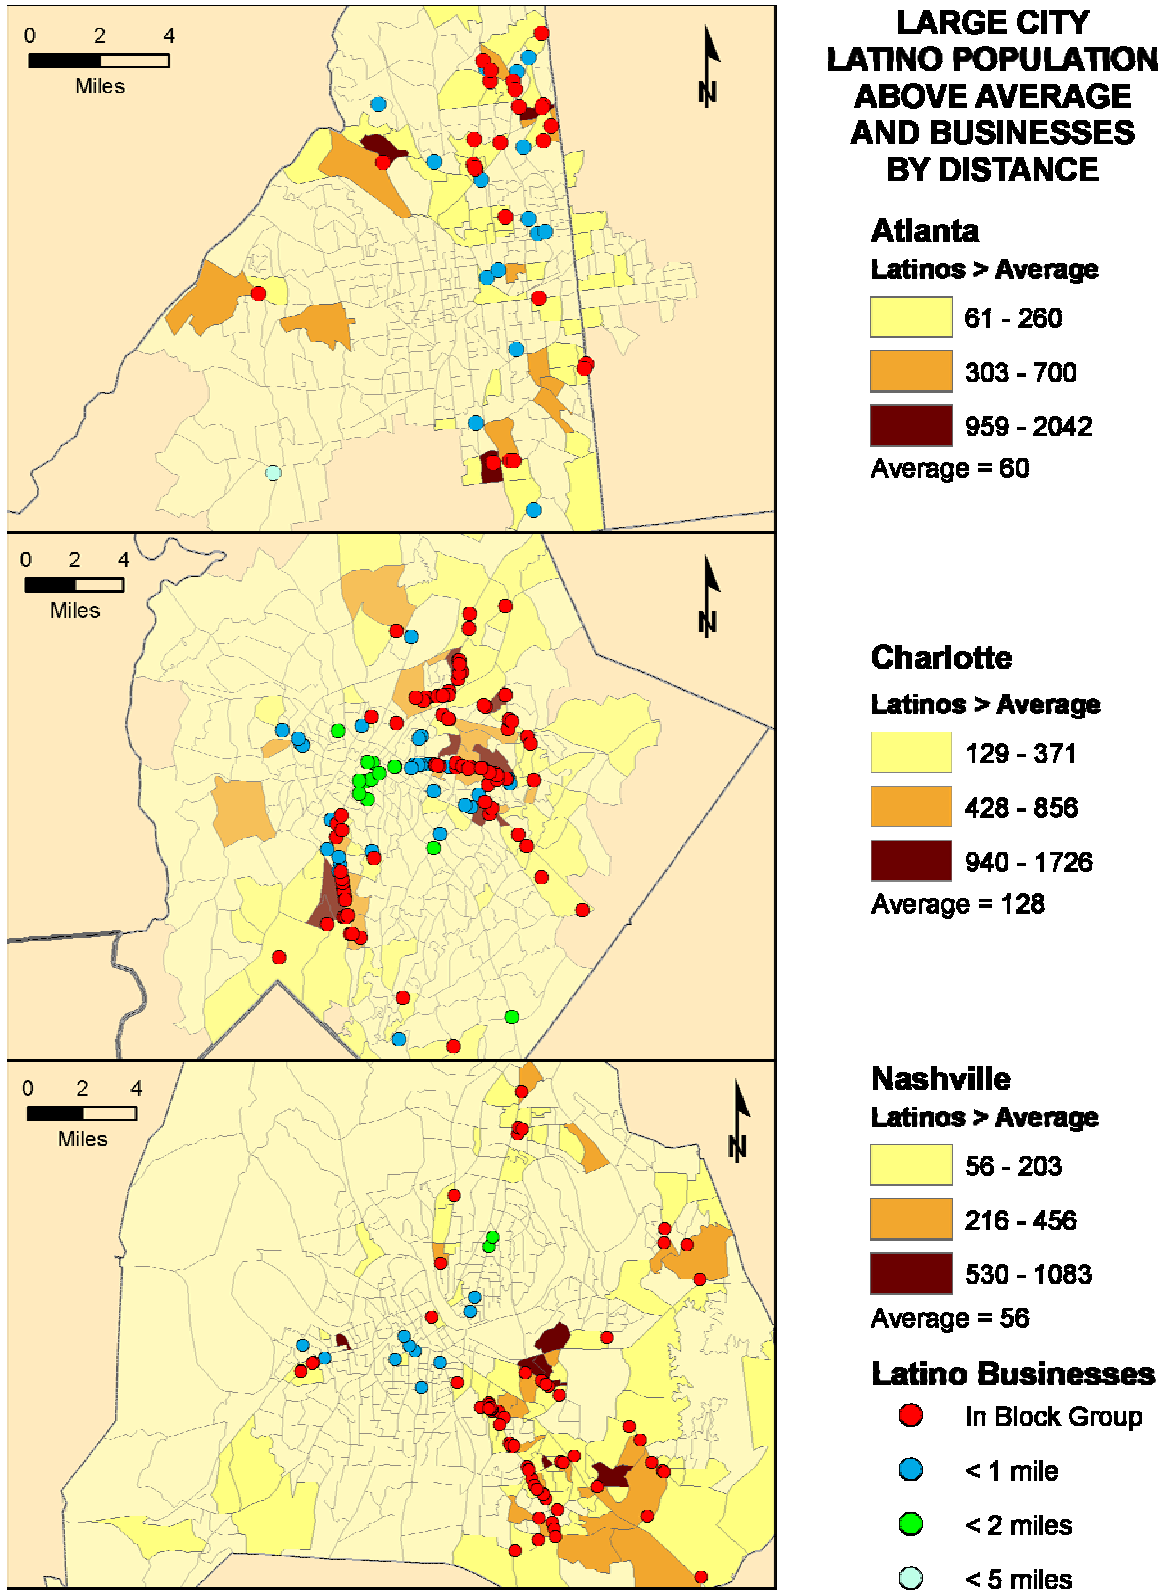 LARGE CITY
LATINO POPULATION
ABOVE AVERAGE
AND BUSINESSES
BY DISTANCE
0 2 4
Miles
N
Atlanta
Latinos > Average
61 - 260
303 - 700
959 - 2042
Average = 60
0 2 4
Miles
N
Charlotte
Latinos > Average
129 - 371
428 - 856
940 - 1726
Average = 128
0 2 4
Miles
N
Nashville
Latinos > Average
56 - 203
216 - 456
530 - 1083
Average = 56
Latino Businesses
In Block Group
< 1 mile
< 2 miles
< 5 miles